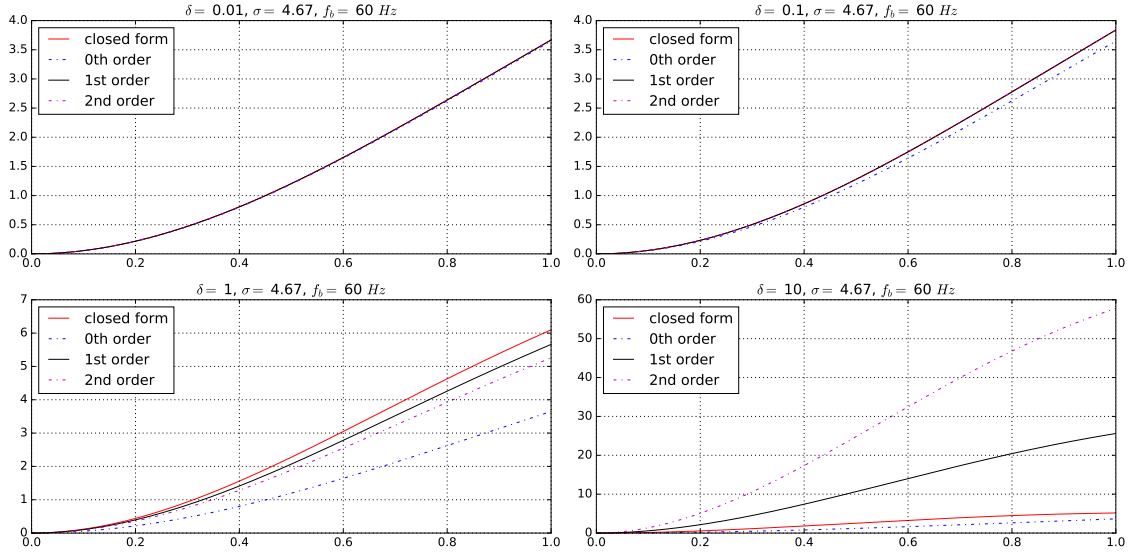 δ = 0.01, σ = 4.67, f_b = 60 Hz
4.0
3.5
3.0
2.5
2.0
1.5
1.0
0.5
0.0
closed form
0th order
1st order
2nd order
0.0 0.2 0.4 0.6 0.8 1.0
δ = 0.1, σ = 4.67, f_b = 60 Hz
4.0
3.5
3.0
2.5
2.0
1.5
1.0
0.5
0.0
closed form
0th order
1st order
2nd order
0.0 0.2 0.4 0.6 0.8 1.0
δ = 1, σ = 4.67, f_b = 60 Hz
7
6
5
4
3
2
1
0
closed form
0th order
1st order
2nd order
0.0 0.2 0.4 0.6 0.8 1.0
δ = 10, σ = 4.67, f_b = 60 Hz
60
50
40
30
20
10
0
closed form
0th order
1st order
2nd order
0.0 0.2 0.4 0.6 0.8 1.0